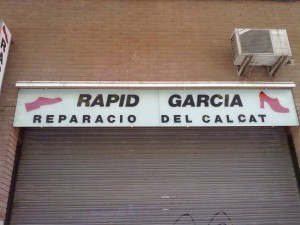 RAPID GARCIA
REPARACIO DEL CALCAT